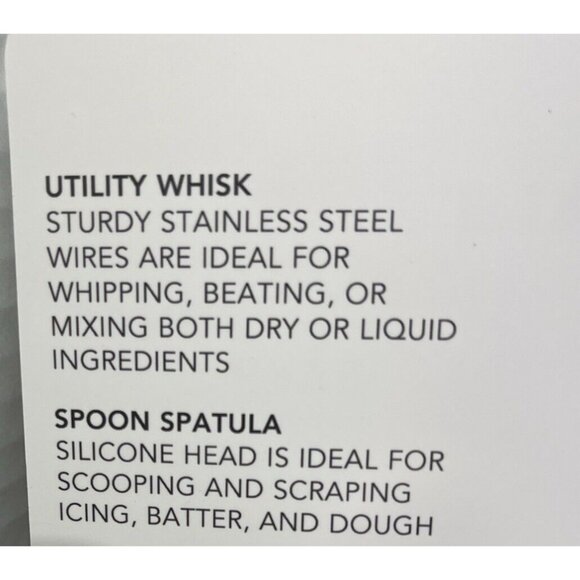 UTILITY WHISK
STURDY STAINLESS STEEL
WIRES ARE IDEAL FOR
WHIPPING, BEATING, OR
MIXING BOTH DRY OR LIQUID
INGREDIENTS
SPOON SPATULA
SILICONE HEAD IS IDEAL FOR
SCOOPING AND SCRAPING
ICING, BATTER, AND DOUGH